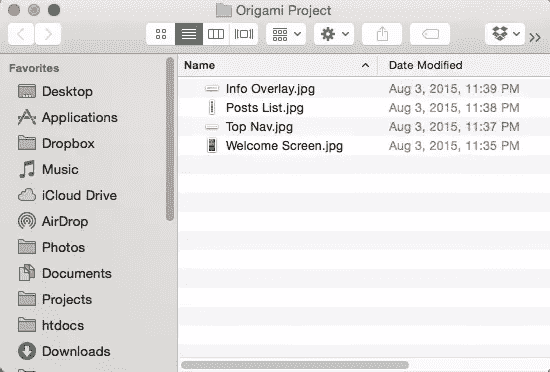 Origami Project
Favorites
Desktop
Applications
Dropbox
Music
iCloud Drive
AirDrop
Photos
Documents
Projects
htdocs
Downloads
Name Date Modified
Info Overlay.jpg Aug 3, 2015, 11:39 PM
Posts List.jpg Aug 3, 2015, 11:38 PM
Top Nav.jpg Aug 3, 2015, 11:37 PM
Welcome Screen.jpg Aug 3, 2015, 11:35 PM